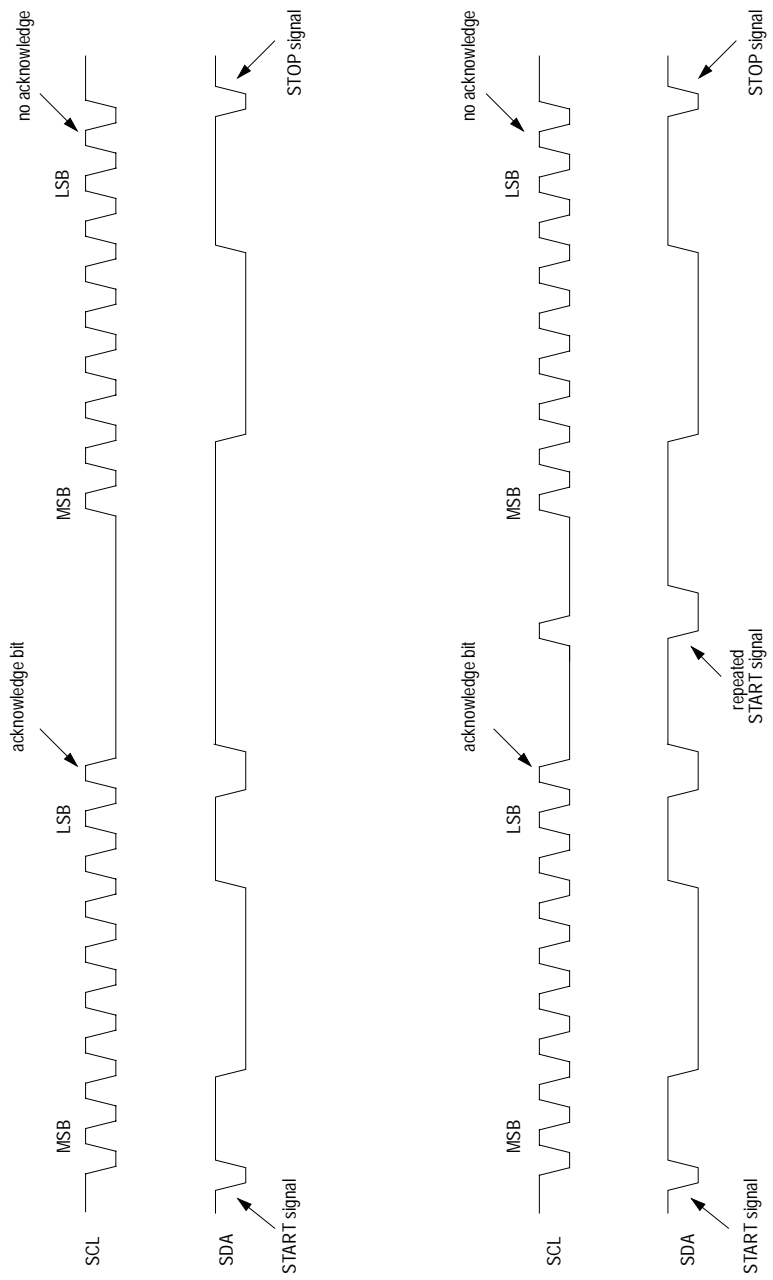 MSB
LSB
acknowledge bit
MSB
LSB
no acknowledge
SCL
SDA
START signal
STOP signal
MSB
LSB
acknowledge bit
MSB
LSB
no acknowledge
SCL
SDA
START signal
repeated
START signal
STOP signal